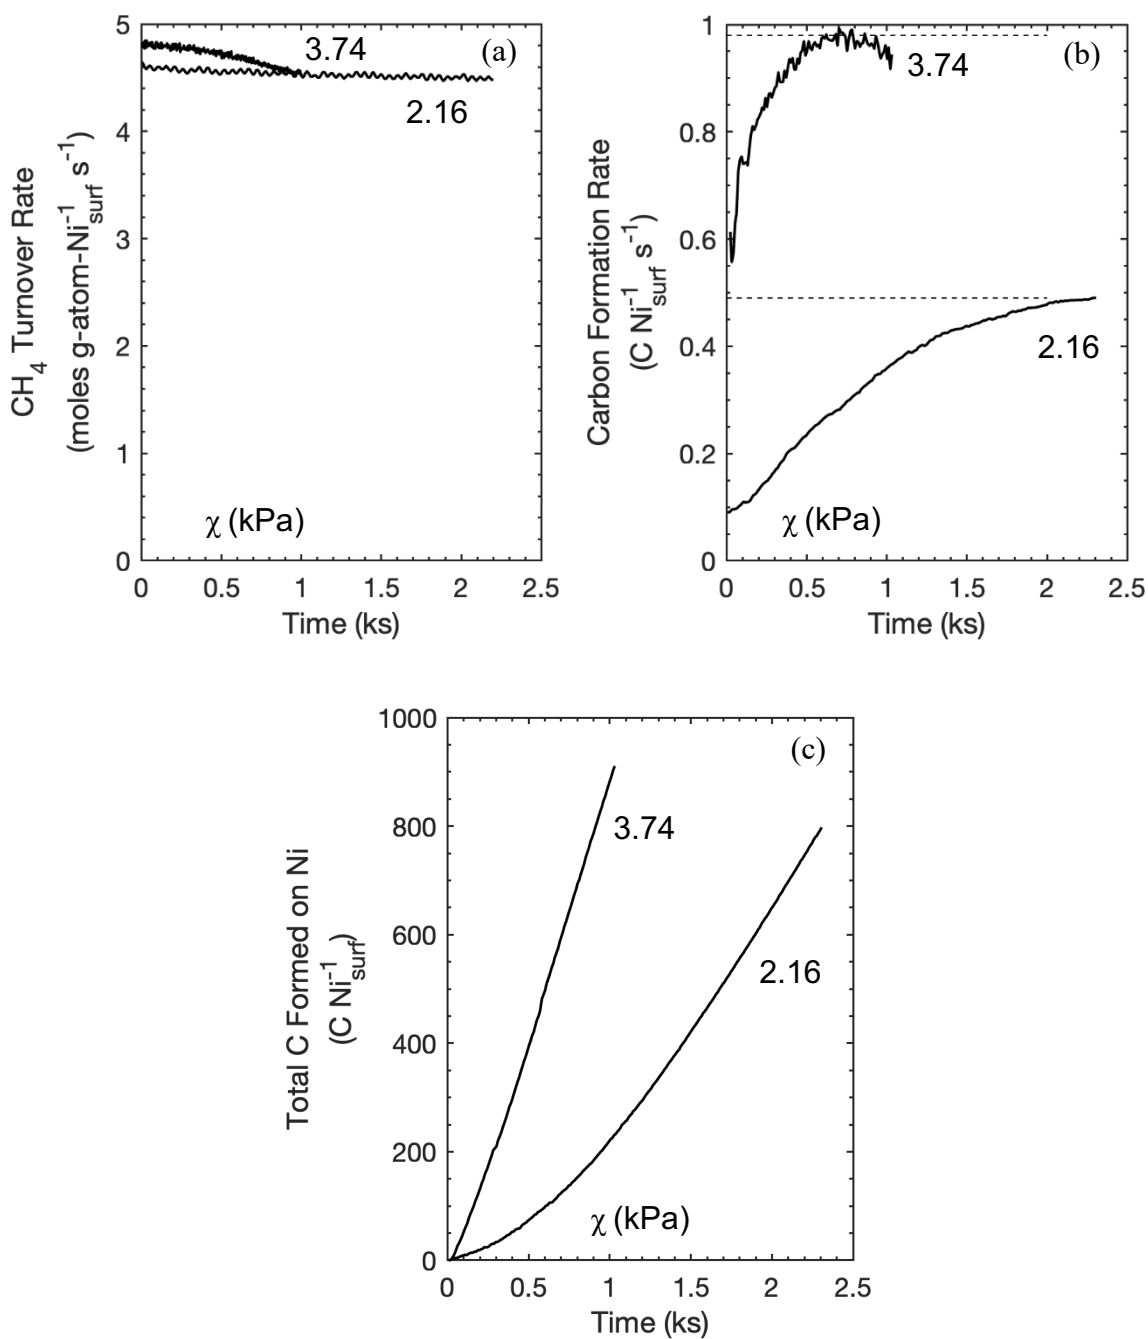 (a)
3.74
2.16
χ (kPa)
CH4 Turnover Rate
(moles g-atom-Ni-1surf s-1)
5
4
3
2
1
0
0 0.5 1 1.5 2 2.5
Time (ks)
(b)
3.74
2.16
χ (kPa)
Carbon Formation Rate
(C Ni-1surf s-1)
1
0.8
0.6
0.4
0.2
0
0 0.5 1 1.5 2 2.5
Time (ks)
(c)
3.74
2.16
χ (kPa)
Total C Formed on Ni
(C Ni-1surf)
1000
800
600
400
200
0
0 0.5 1 1.5 2 2.5
Time (ks)